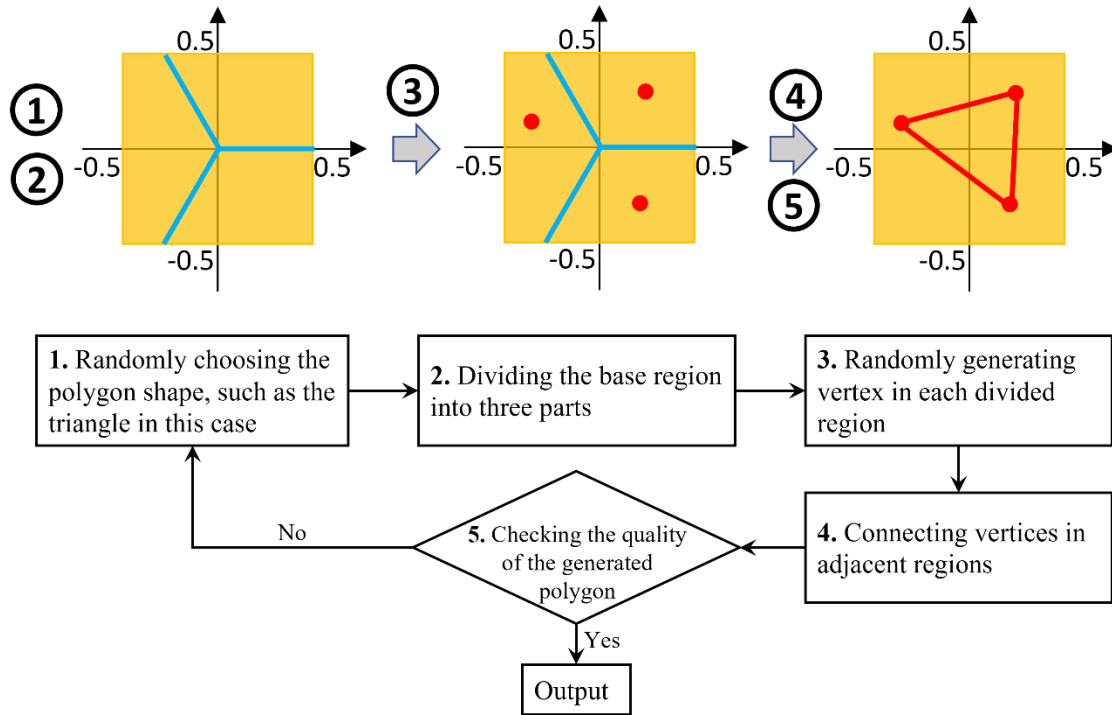 0.5
-0.5
0.5
-0.5
①
②
③
0.5
-0.5
0.5
-0.5
④
⑤
0.5
-0.5
0.5
-0.5
1. Randomly choosing the
polygon shape, such as the
triangle in this case
2. Dividing the base region
into three parts
3. Randomly generating
vertex in each divided
region
4. Connecting vertices in
adjacent regions
5. Checking the quality
of the generated
polygon
No
Yes
Output